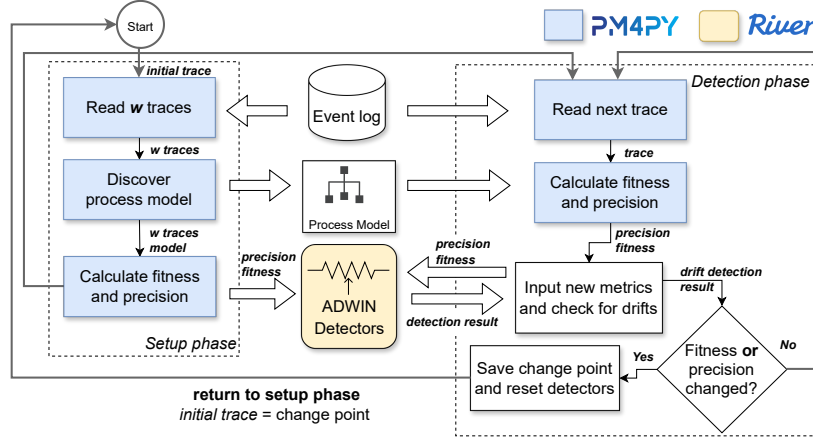 Start
PM4PY
River
initial trace
Read w traces
w traces
Discover
process model
w traces
model
Calculate fitness
and precision
Setup phase
Event log
Process Model
precision
fitness
ADWIN
Detectors
precision
fitness
detection result
Detection phase
Read next trace
trace
Calculate fitness
and precision
precision
fitness
Input new metrics
and check for drifts
drift detection
result
Fitness or
precision
changed?
No
Yes
Save change point
and reset detectors
return to setup phase
initial trace = change point